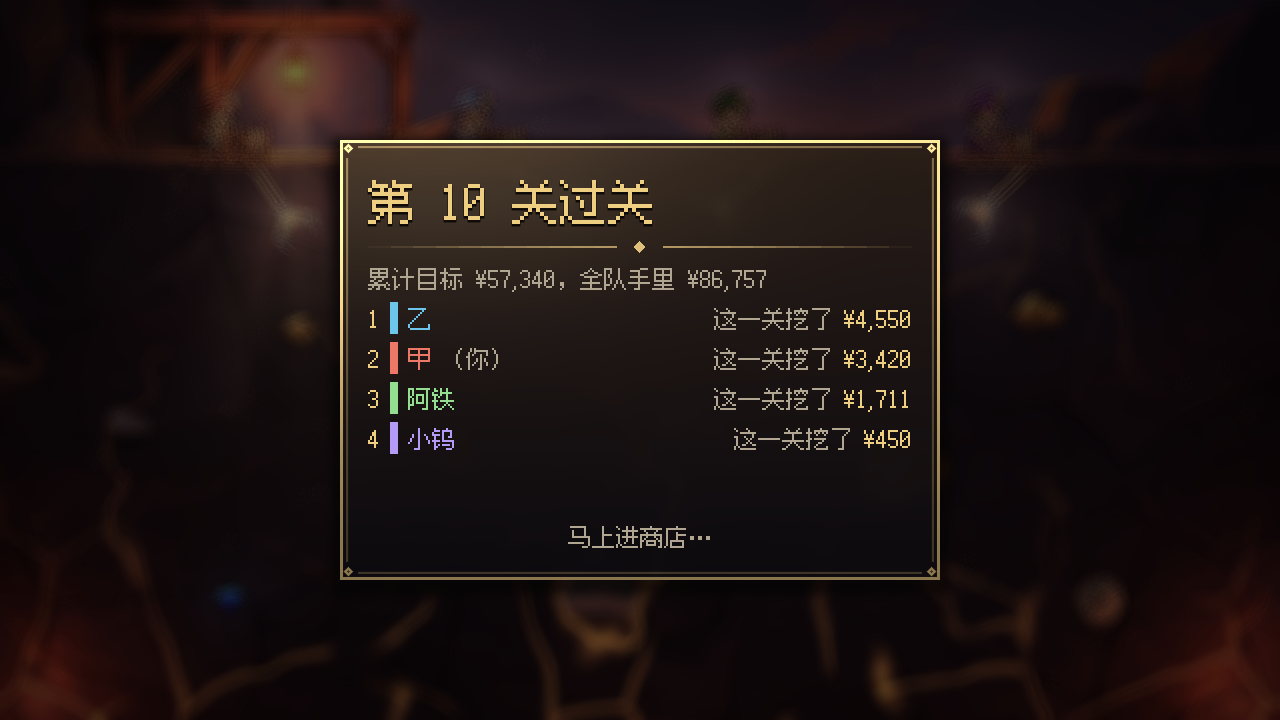 第 10 关过关
累计目标 ¥57,340，全队手里 ¥86,757
1 乙 这一关挖了 ¥4,550
2 甲 （你） 这一关挖了 ¥3,420
3 阿铁 这一关挖了 ¥1,711
4 小钨 这一关挖了 ¥450
马上进商店…